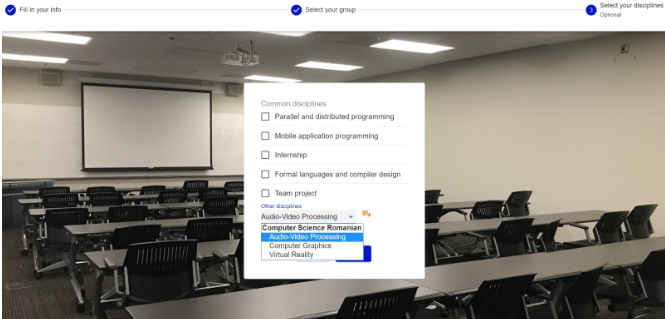 Fill in your info
Select your group
3
Select your disciplines
Optional
Common disciplines
Parallel and distributed programming
Mobile application programming
Internship
Formal languages and compiler design
Team project
Other disciplines
Audio-Video Processing
Computer Science Romanian
Audio-Video Processing
Computer Graphics
Virtual Reality